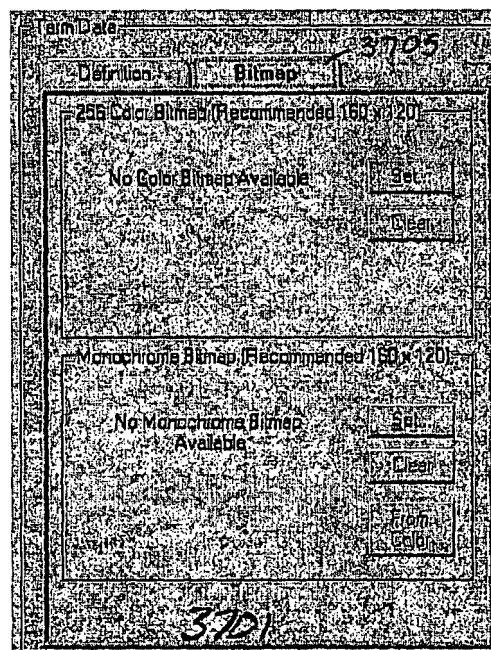 Term Data
3705
Definition
Bitmap
256 Color Bitmap (Recommended 160 x 120)
No Color Bitmap Available
Set..
Clear
Monochrome Bitmap (Recommended 160 x 120)
No Monochrome Bitmap
Available
Set..
Clear
From
Color
3701